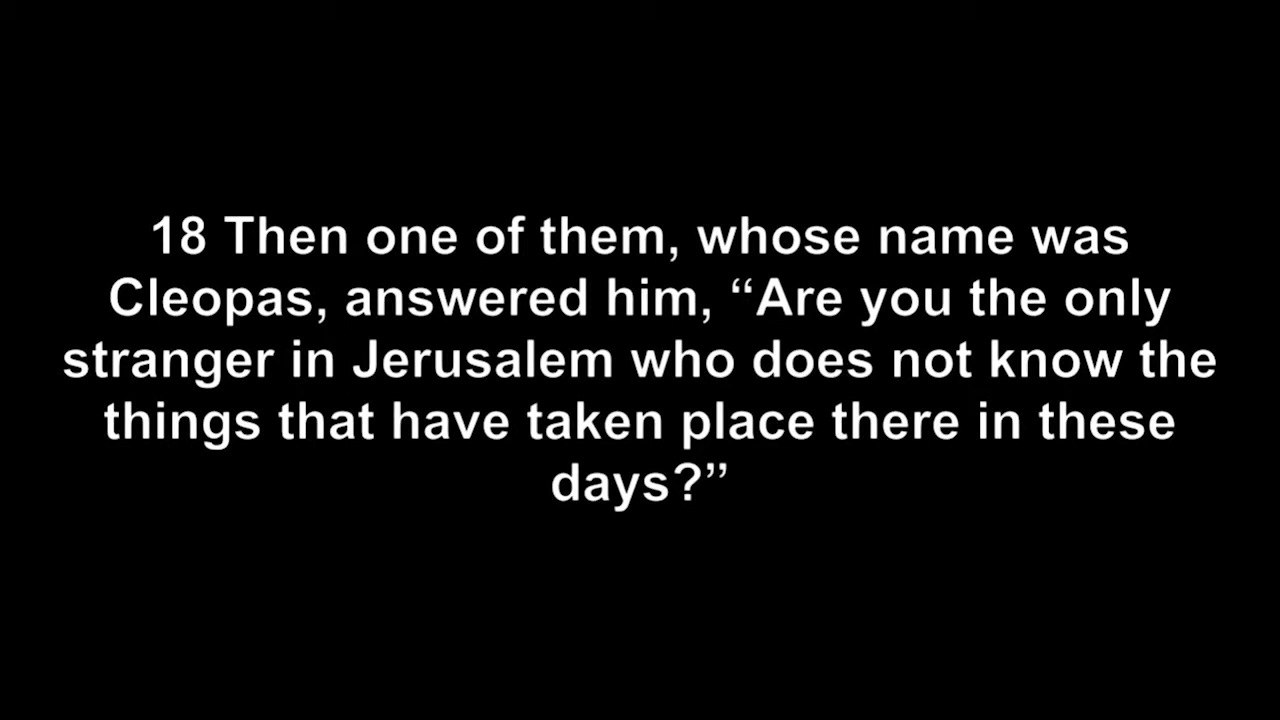 18 Then one of them, whose name was
Cleopas, answered him, “Are you the only
stranger in Jerusalem who does not know the
things that have taken place there in these
days?”